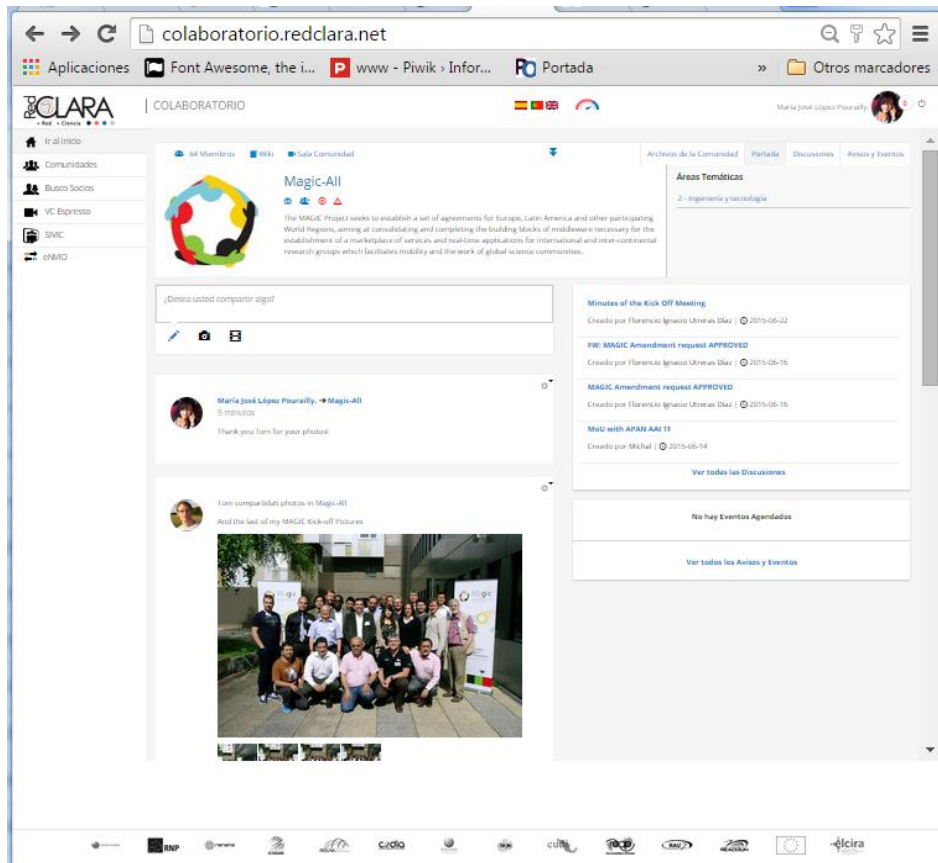 colaboratorio.redclara.net
Aplicaciones
Font Awesome, the i...
www - Piwik › Infor...
Portada
»
Otros marcadores
Red CLARA
COLABORATORIO
María José López Pourailly
Ir al Inicio
Comunidades
Busco Socios
VC Espresso
SIVIC
eNVIO
64 Miembros
Wiki
Sala Comunidad
Archivos de la Comunidad
Portada
Discusiones
Avisos y Eventos
Magic-All
The MAGIC Project seeks to establish a set of agreements for Europe, Latin America and other participating
World Regions, aiming at consolidating and completing the building blocks of middleware necessary for the
establishment of a marketplace of services and real-time applications for international and inter-continental
research groups which facilitates mobility and the work of global science communities.
Áreas Temáticas
2 - Ingeniería y tecnología
¿Desea usted compartir algo?
María José López Pourailly. ➜ Magic-All
5 minutos
Thank you Tom for your photos!
Tom compartidati photos in Magic-All
And the last of my MAGIC Kick-off Pictures
Magic
Minutes of the Kick Off Meeting
Creado por Florencio Ignacio Utreras Díaz | 2015-06-22
FW: MAGIC Amendment request APPROVED
Creado por Florencio Ignacio Utreras Díaz | 2015-06-16
MAGIC Amendment request APPROVED
Creado por Florencio Ignacio Utreras Díaz | 2015-06-16
MoU with APAN AAI TF
Creado por Michal | 2015-06-14
Ver todas las Discusiones
No hay Eventos Agendados
Ver todos los Avisos y Eventos
RNP
cedia
RAU
REACCIUN
elcira